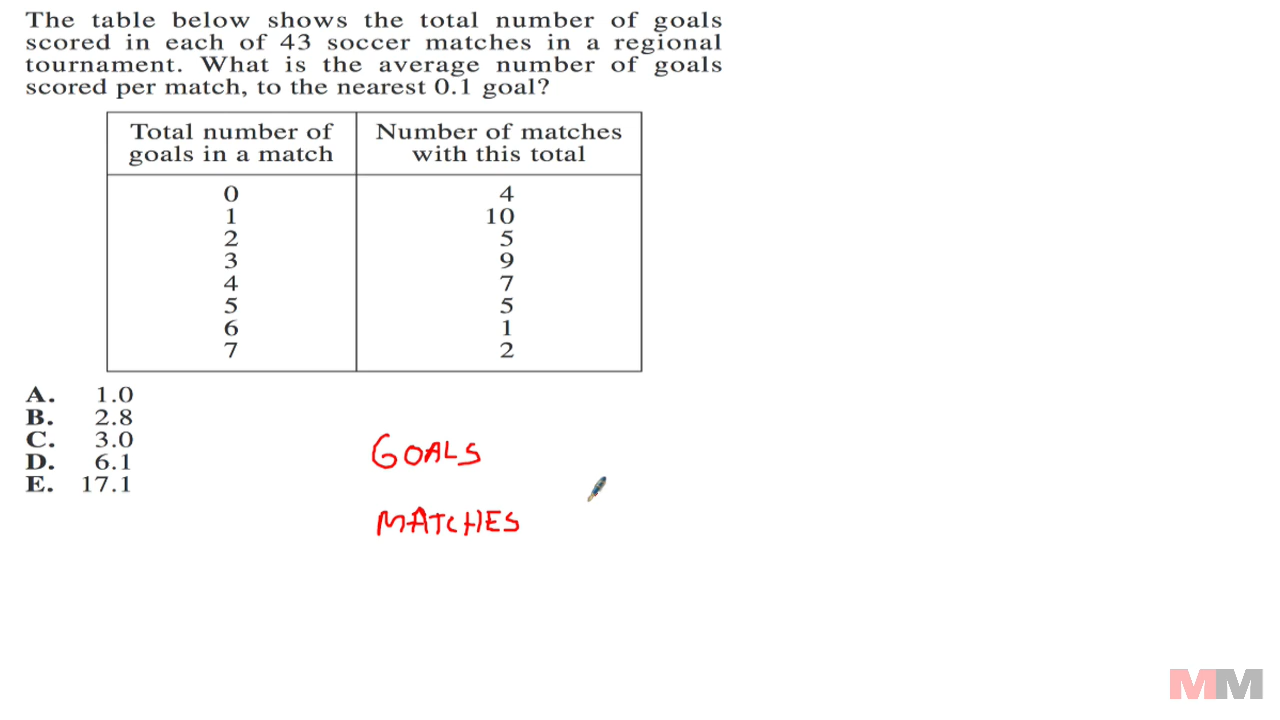 The table below shows the total number of goals
scored in each of 43 soccer matches in a regional
tournament. What is the average number of goals
scored per match, to the nearest 0.1 goal?
Total number of goals in a match | Number of matches with this total
0 4
1 10
2 5
3 9
4 7
5 5
6 1
7 2
A. 1.0
B. 2.8
C. 3.0
D. 6.1
E. 17.1
GOALS
MATCHES
MM